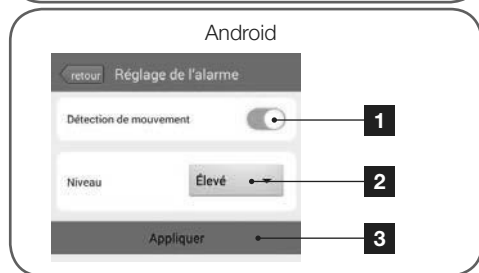 Android
retour Réglage de l'alarme
Détection de mouvement
1
Niveau Élevé
2
Appliquer
3